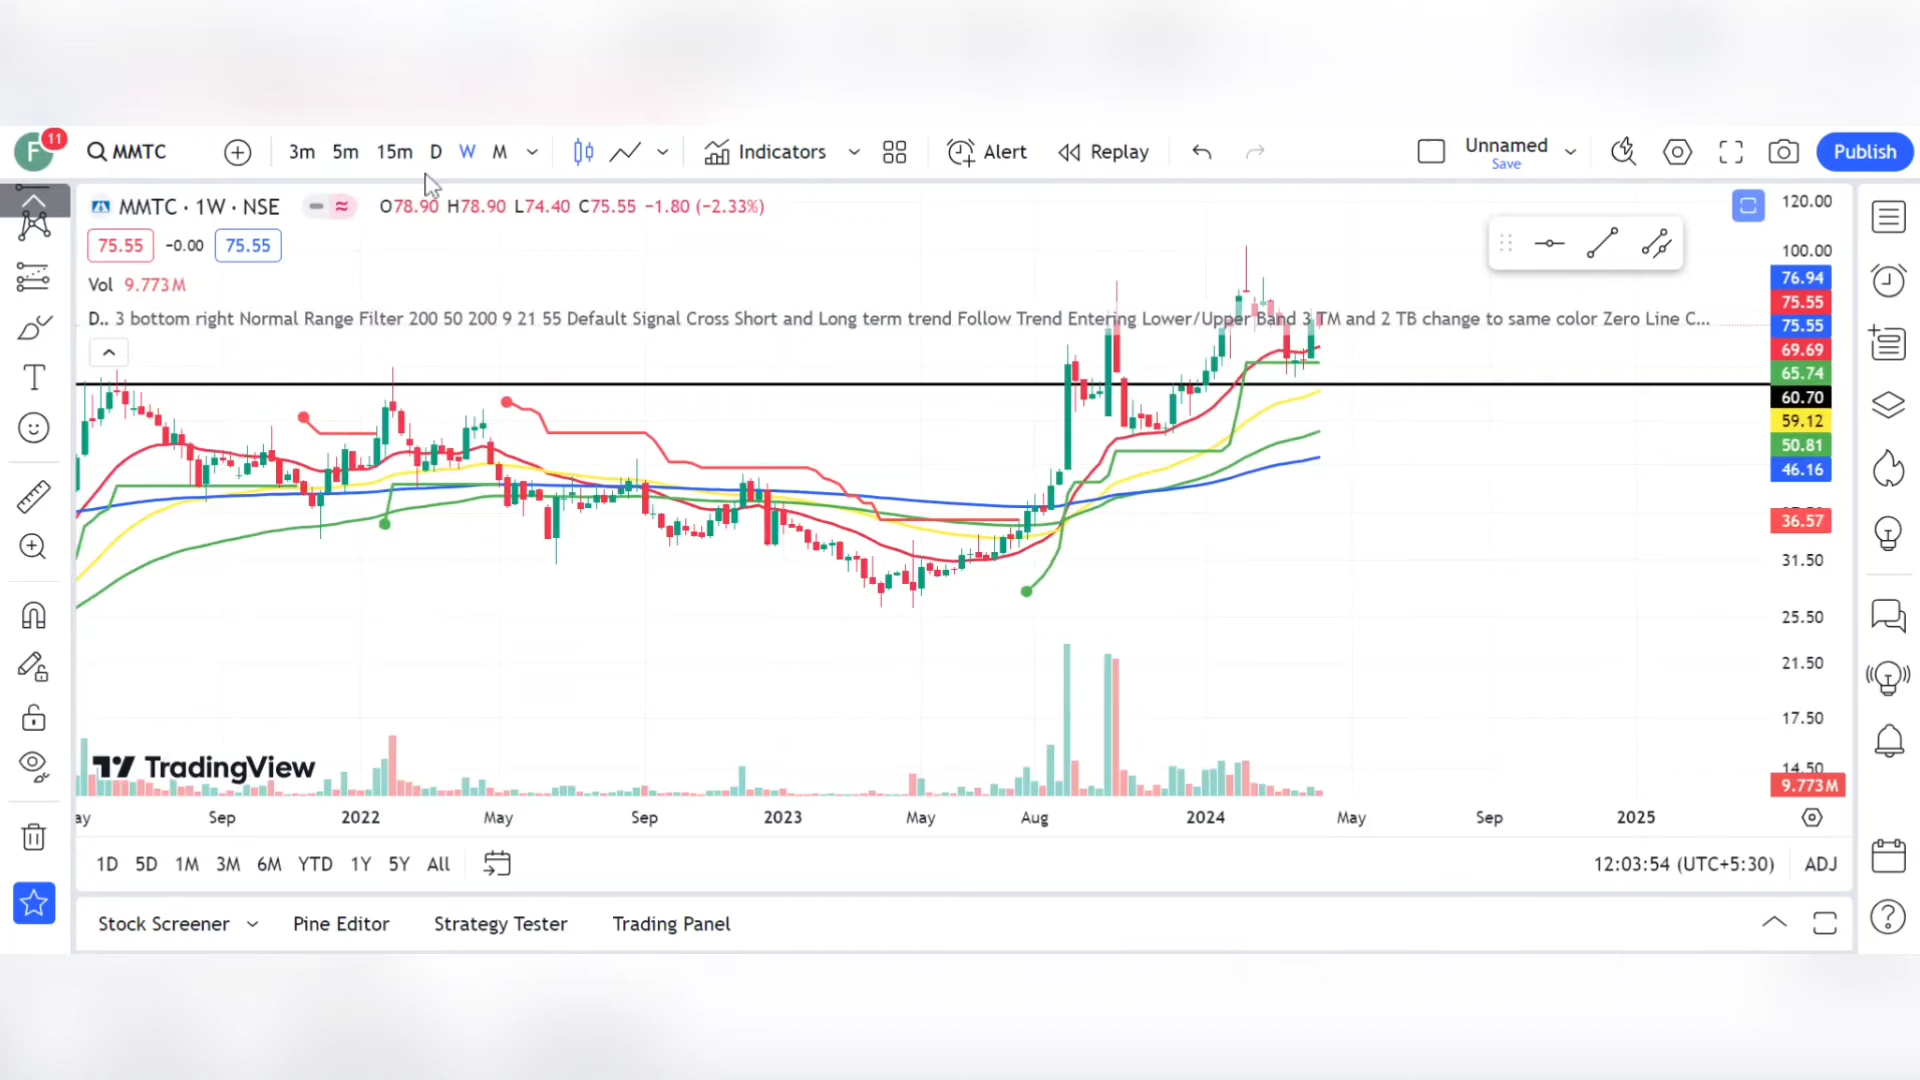 F 11 MMTC 3m 5m 15m D W M Indicators Alert Replay Unnamed Save Publish
MMTC · 1W · NSE O78.90 H78.90 L74.40 C75.55 −1.80 (−2.33%)
75.55 -0.00 75.55
Vol 9.773M
D.. 3 bottom right Normal Range Filter 200 50 200 9 21 55 Default Signal Cross Short and Long term trend Follow Trend Entering Lower/Upper Band 3 TM and 2 TB change to same color Zero Line C...
120.00
100.00
76.94
75.55
75.55
69.69
65.74
60.70
59.12
50.81
46.16
36.57
31.50
25.50
21.50
17.50
14.50
9.773M
TradingView
ay Sep 2022 May Sep 2023 May Aug 2024 May Sep 2025
1D 5D 1M 3M 6M YTD 1Y 5Y All 12:03:54 (UTC+5:30) ADJ
Stock Screener Pine Editor Strategy Tester Trading Panel